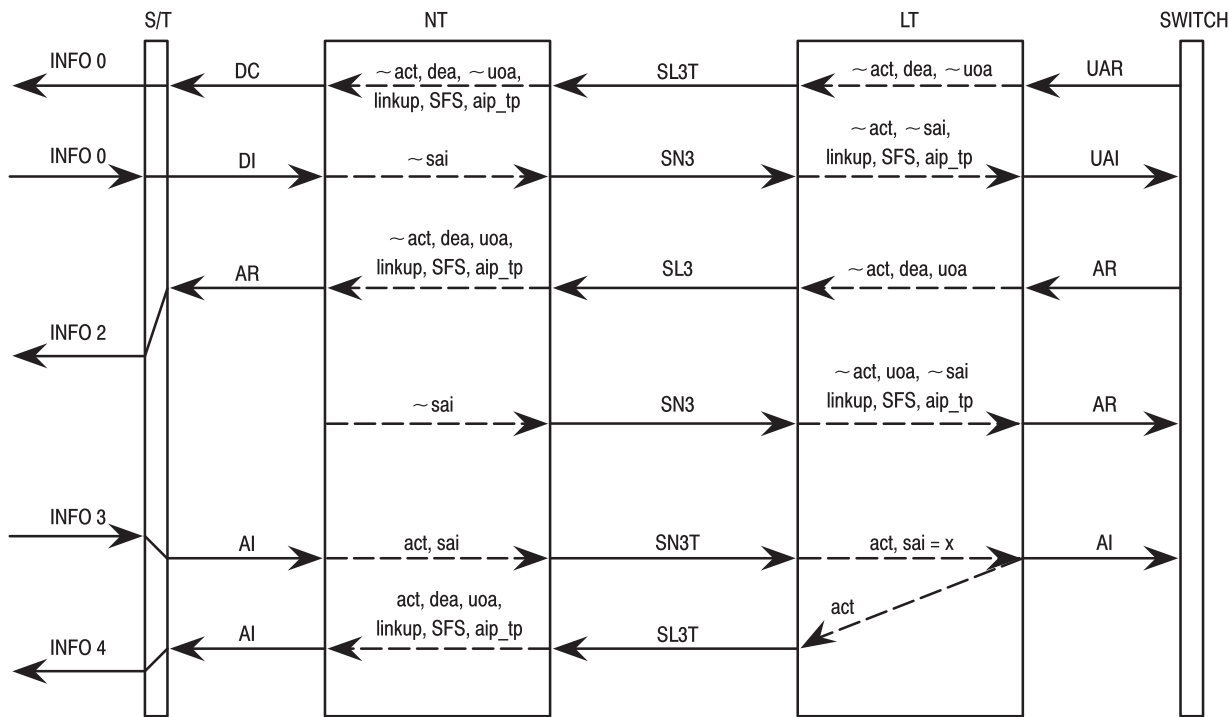 S/T NT LT SWITCH
INFO 0 DC ~act, dea, ~uoa, SL3T ~act, dea, ~uoa UAR
linkup, SFS, aip_tp
~act, ~sai,
INFO 0 DI ~sai SN3 linkup, SFS, aip_tp UAI
~act, dea, uoa,
AR linkup, SFS, aip_tp SL3 ~act, dea, uoa AR
INFO 2
~act, uoa, ~sai
~sai SN3 linkup, SFS, aip_tp AR
INFO 3
AI act, sai SN3T act, sai = x AI
act, dea, uoa, act
INFO 4 AI linkup, SFS, aip_tp SL3T